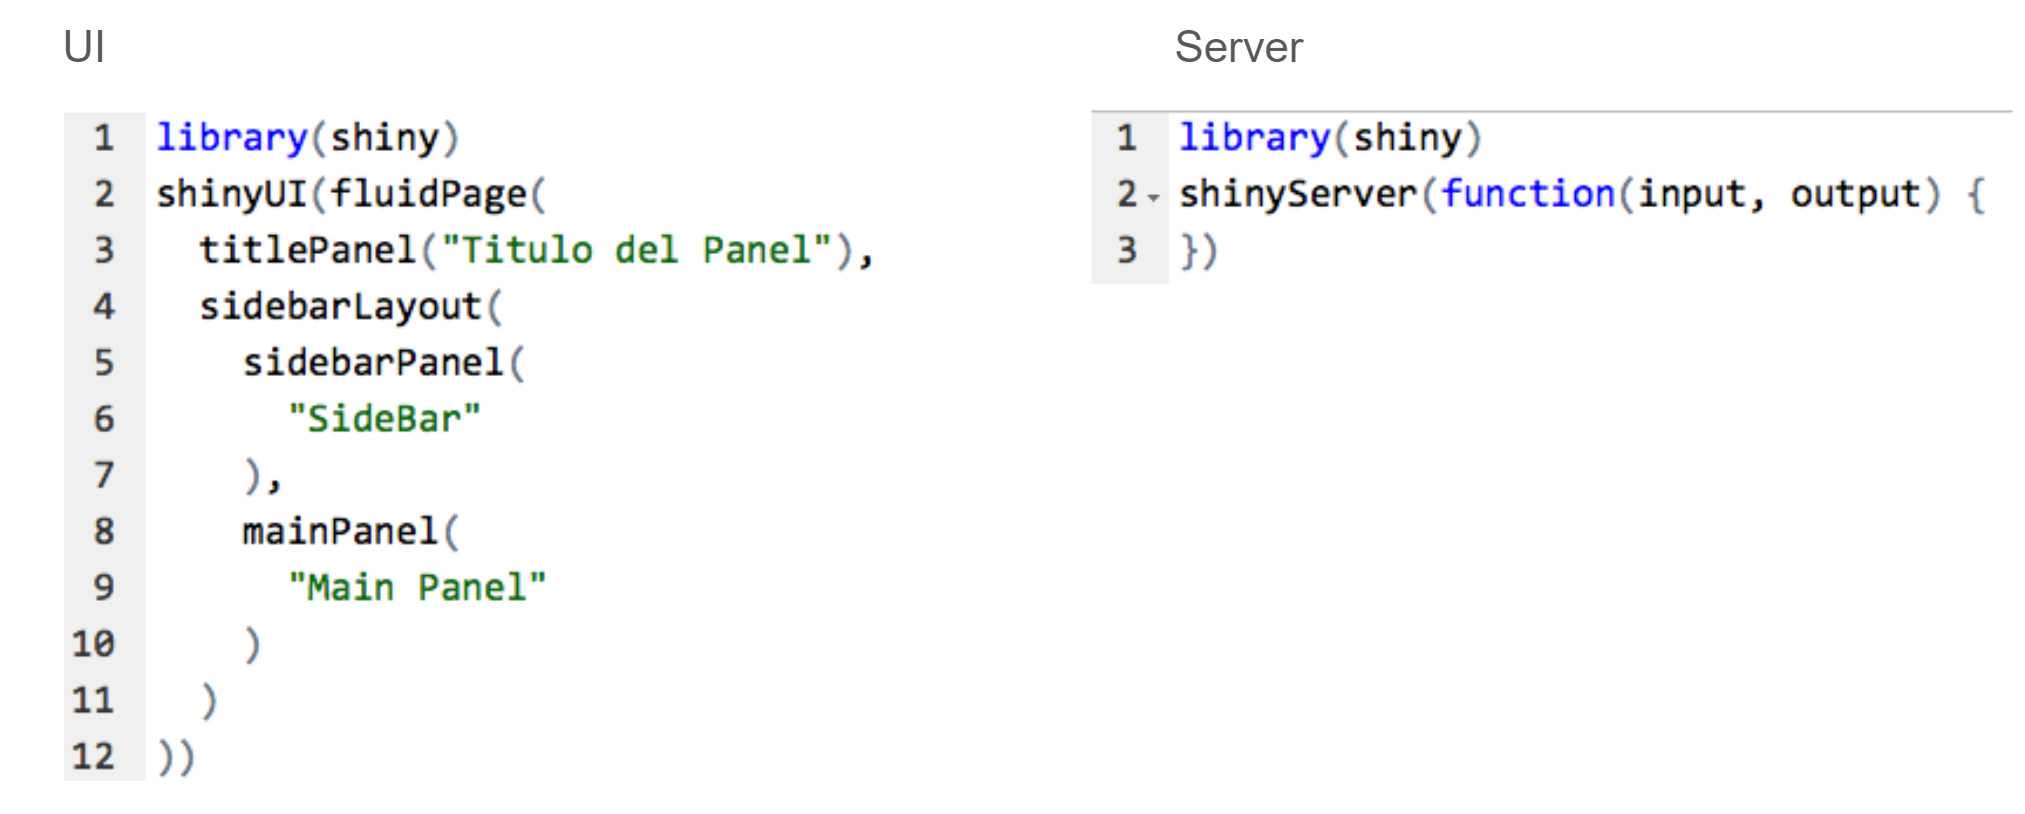 UI
1 library(shiny)
2 shinyUI(fluidPage(
3   titlePanel("Titulo del Panel"),
4   sidebarLayout(
5     sidebarPanel(
6       "SideBar"
7     ),
8     mainPanel(
9       "Main Panel"
10     )
11   )
12 ))
Server
1 library(shiny)
2 shinyServer(function(input, output) {
3 })